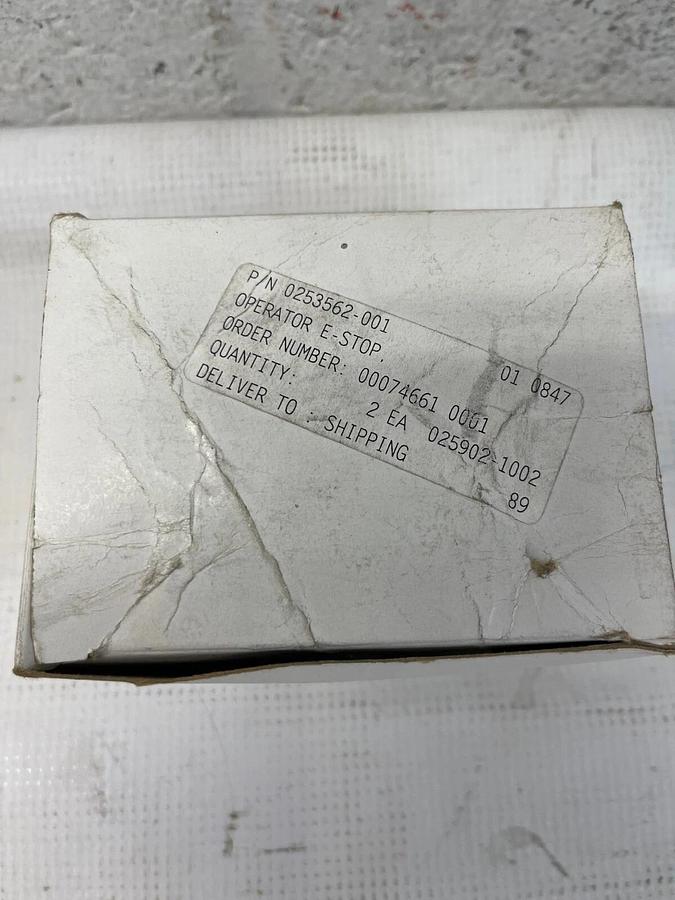 P/N 0253562-001
OPERATOR E-STOP, 01 0847
ORDER NUMBER: 00074661 0001
QUANTITY: 2 EA 025902-1002
DELIVER TO : SHIPPING 89